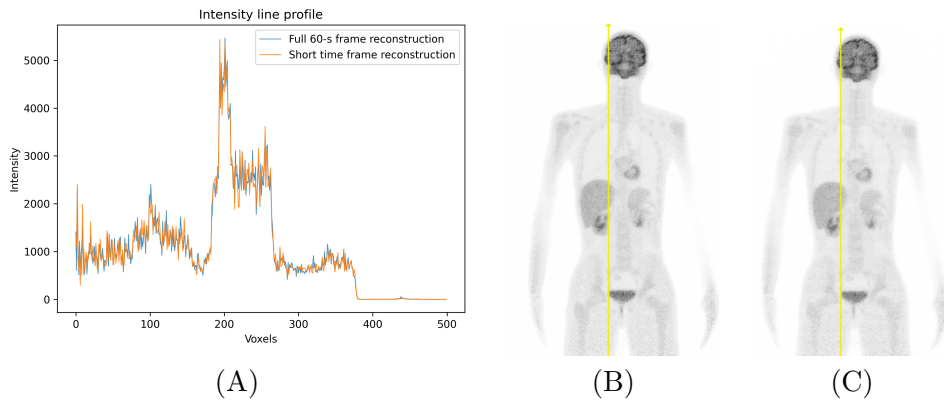 Intensity line profile
Full 60-s frame reconstruction
Short time frame reconstruction
Intensity
5000
4000
3000
2000
1000
0
0 100 200 300 400 500
Voxels
(A) (B) (C)